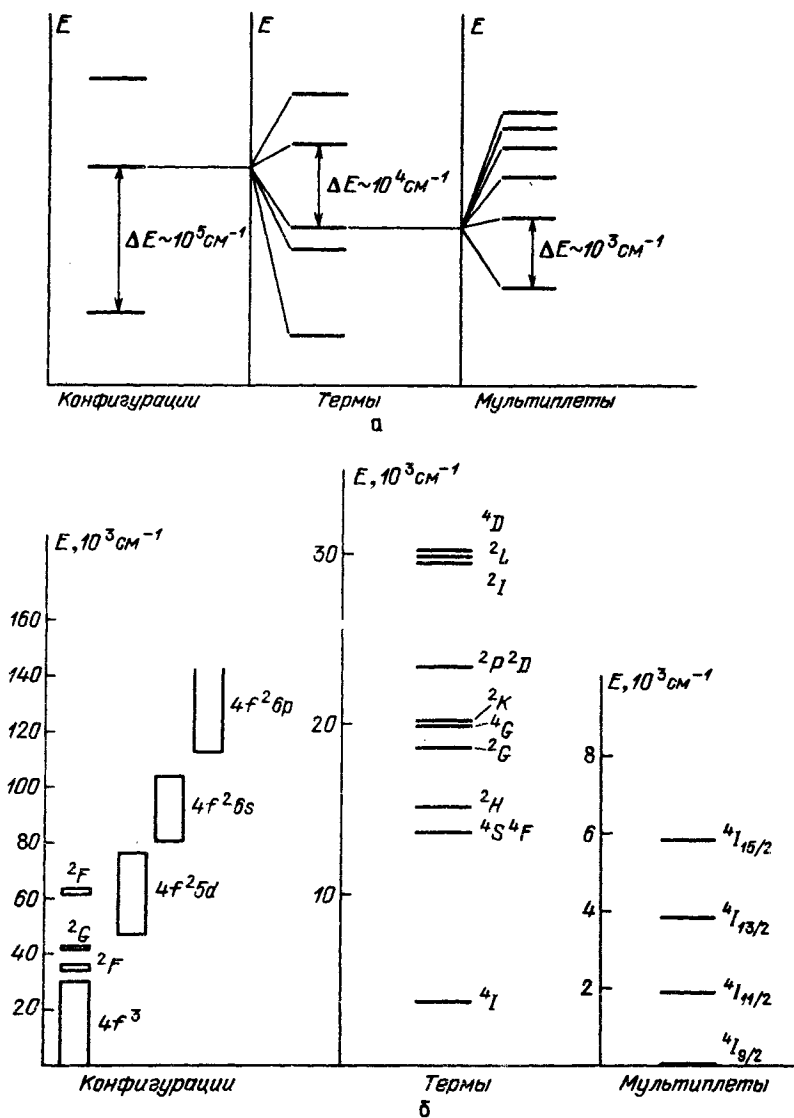 E E E
ΔE~10⁵см⁻¹
ΔE~10⁴см⁻¹
ΔE~10³см⁻¹
Конфигурации Термы Мультиплеты
а
E, 10³см⁻¹
160
140
120
100
80
60
40
20
4f²6p
4f²6s
4f²5d
²F
²G
²F
4f³
Конфигурации
E, 10³см⁻¹
30
20
10
⁴D
²L
²I
²P ²D
²K
⁴G
²G
²H
⁴S ⁴F
⁴I
Термы
E, 10³см⁻¹
8
6
4
2
⁴I₁₅/₂
⁴I₁₃/₂
⁴I₁₁/₂
⁴I₉/₂
Мультиплеты
б